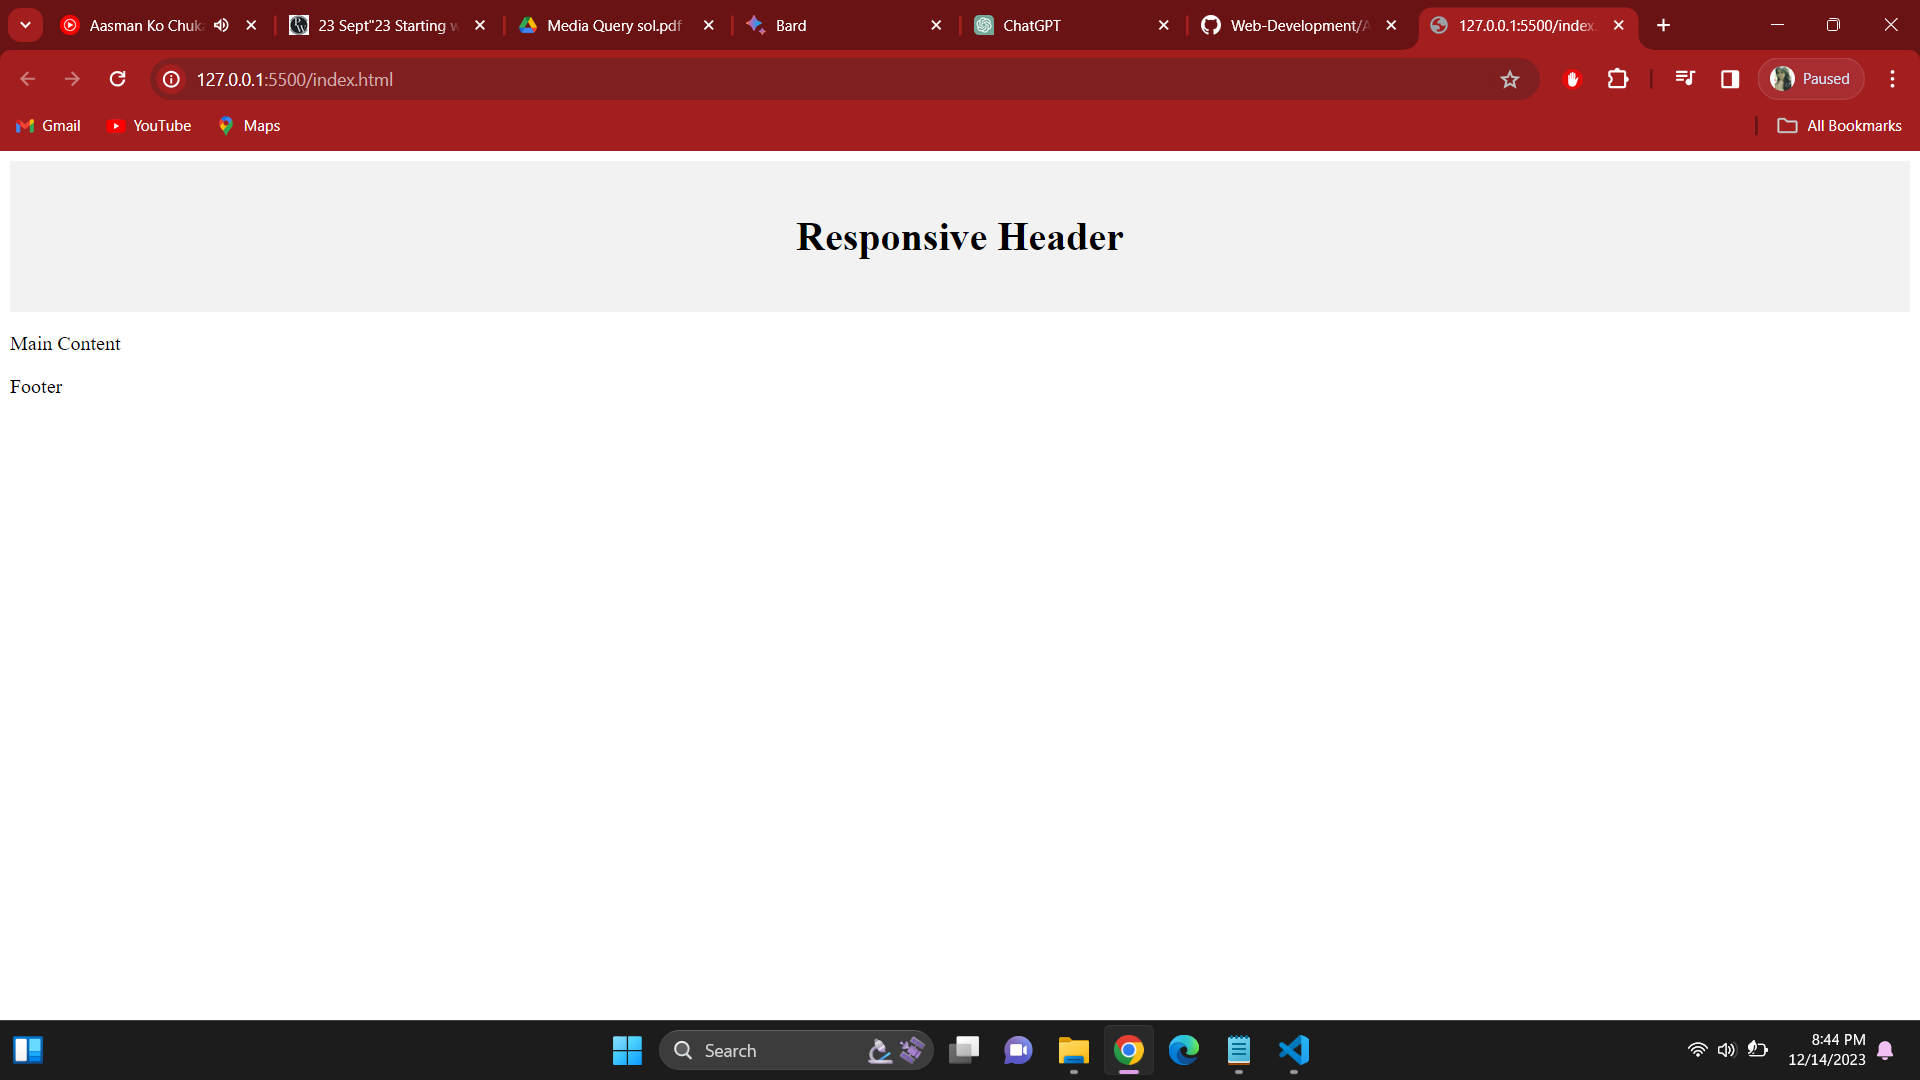 Aasman Ko Chuka
23 Sept"23 Starting w
Media Query sol.pdf
Bard
ChatGPT
Web-Development/A
127.0.0.1:5500/index.
127.0.0.1:5500/index.html
Paused
Gmail
YouTube
Maps
All Bookmarks
Responsive Header
Main Content
Footer
Search
8:44 PM
12/14/2023